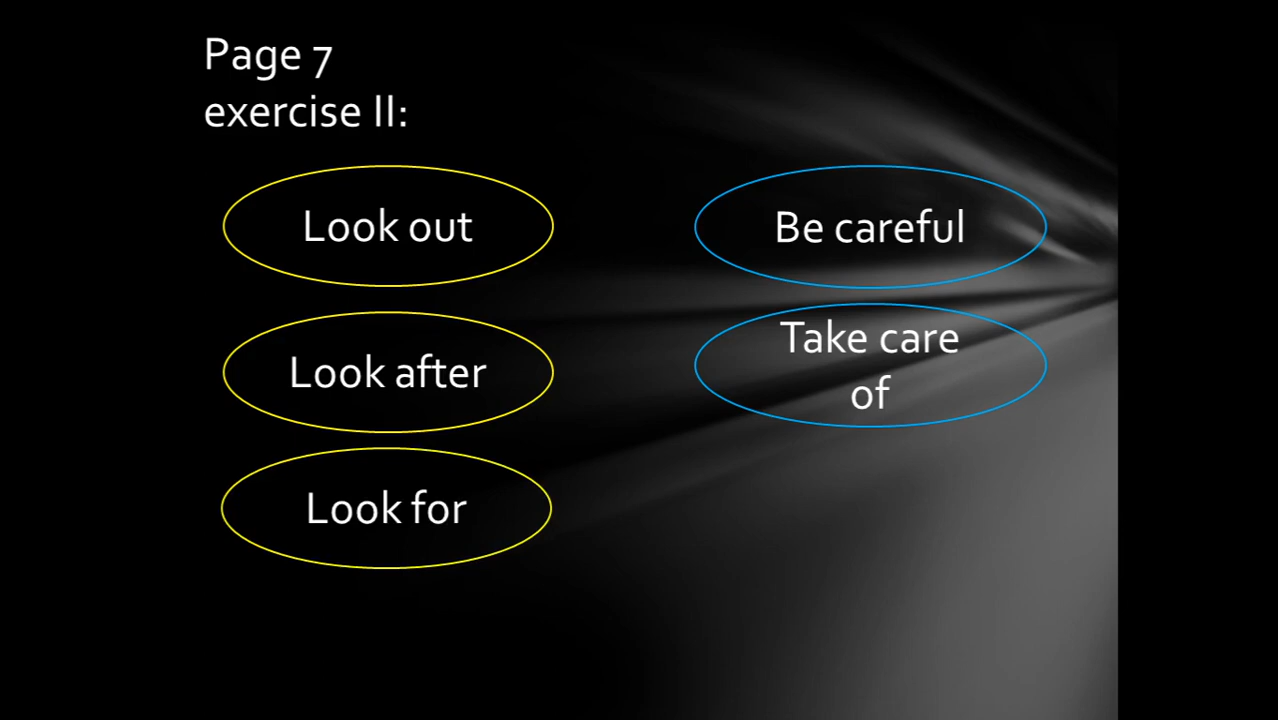 Page 7
exercise II:
Look out
Be careful
Look after
Take care
of
Look for